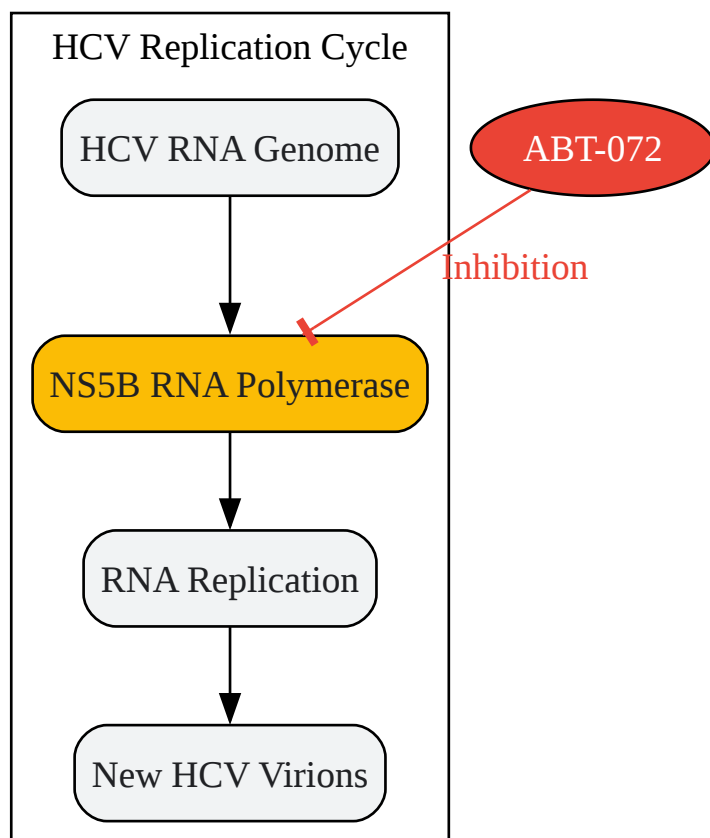 HCV Replication Cycle
HCV RNA Genome
ABT-072
Inhibition
NS5B RNA Polymerase
RNA Replication
New HCV Virions